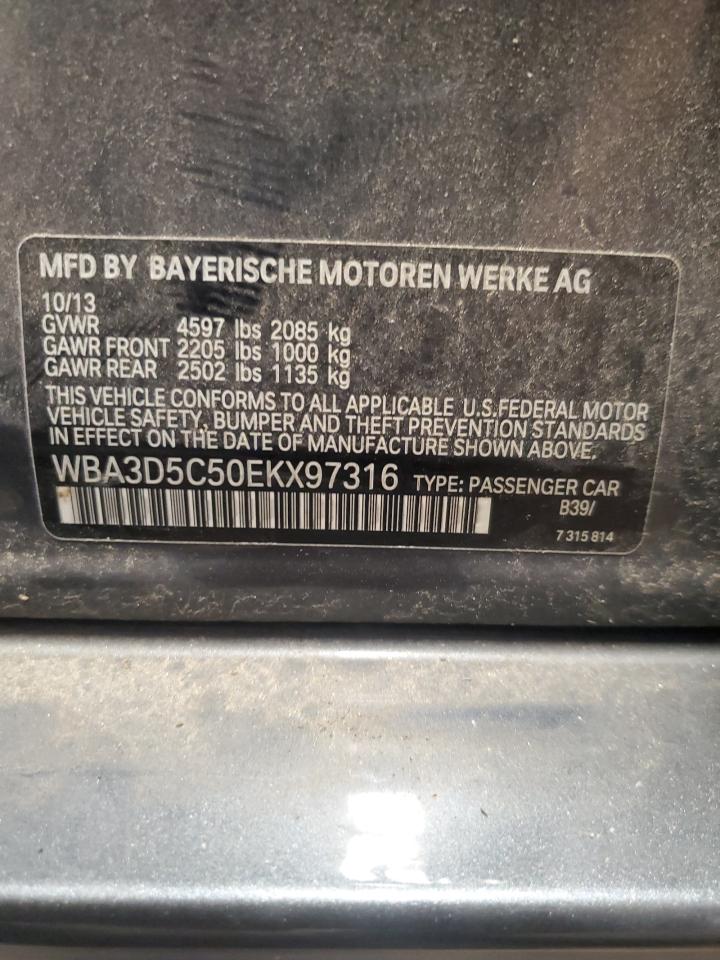 MFD BY BAYERISCHE MOTOREN WERKE AG
10/13
GVWR 4597 lbs 2085 kg
GAWR FRONT 2205 lbs 1000 kg
GAWR REAR 2502 lbs 1135 kg
THIS VEHICLE CONFORMS TO ALL APPLICABLE U.S.FEDERAL MOTOR
VEHICLE SAFETY, BUMPER AND THEFT PREVENTION STANDARDS
IN EFFECT ON THE DATE OF MANUFACTURE SHOWN ABOVE.
WBA3D5C50EKX97316 TYPE: PASSENGER CAR
B39/
7 315 814